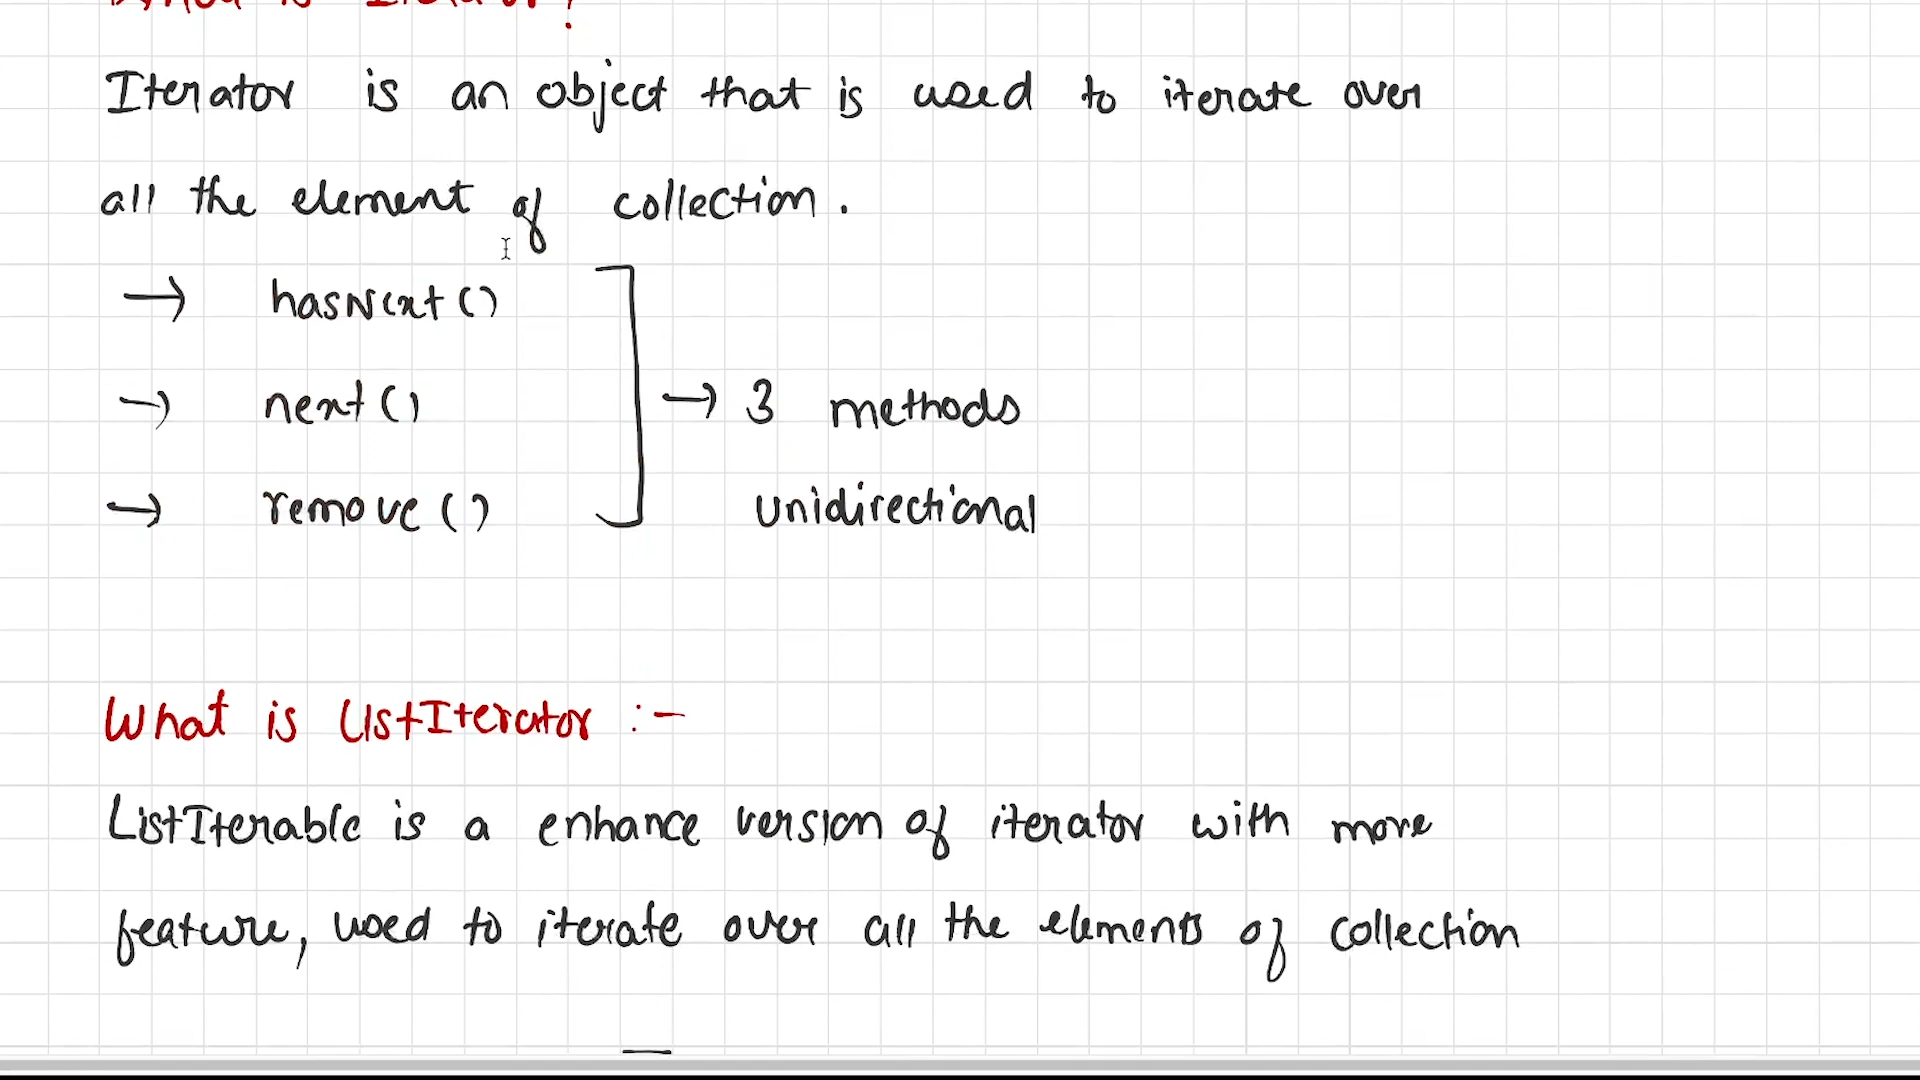 is Iterator?
Iterator is an object that is used to iterate over
all the element of collection.
→ hasNext()
→ next()
→ 3 methods
→ remove()
unidirectional
What is ListIterator :-
ListIterable is a enhance version of iterator with more
feature, used to iterate over all the elements of collection